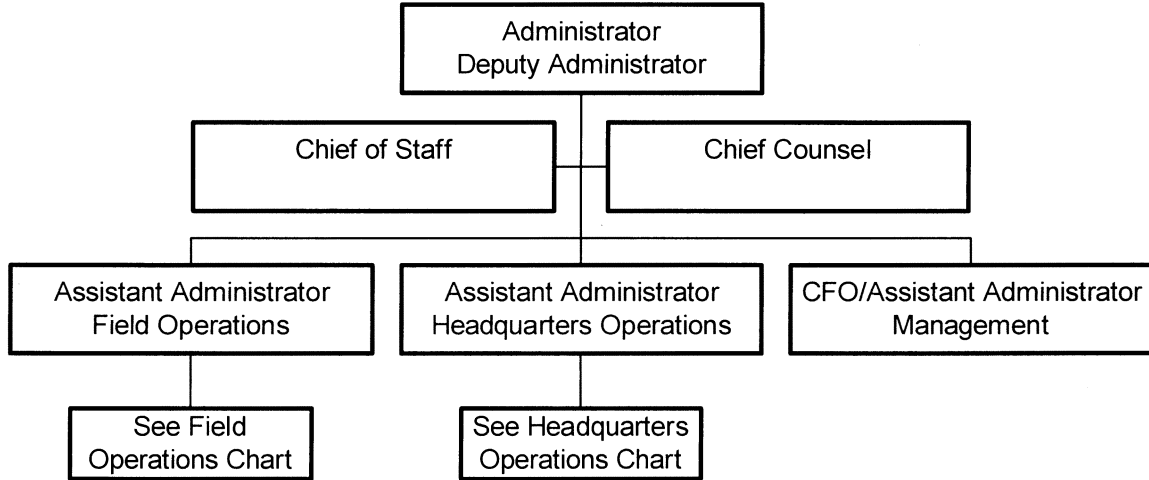 Administrator
Deputy Administrator
Chief of Staff
Chief Counsel
Assistant Administrator
Field Operations
Assistant Administrator
Headquarters Operations
CFO/Assistant Administrator
Management
See Field
Operations Chart
See Headquarters
Operations Chart